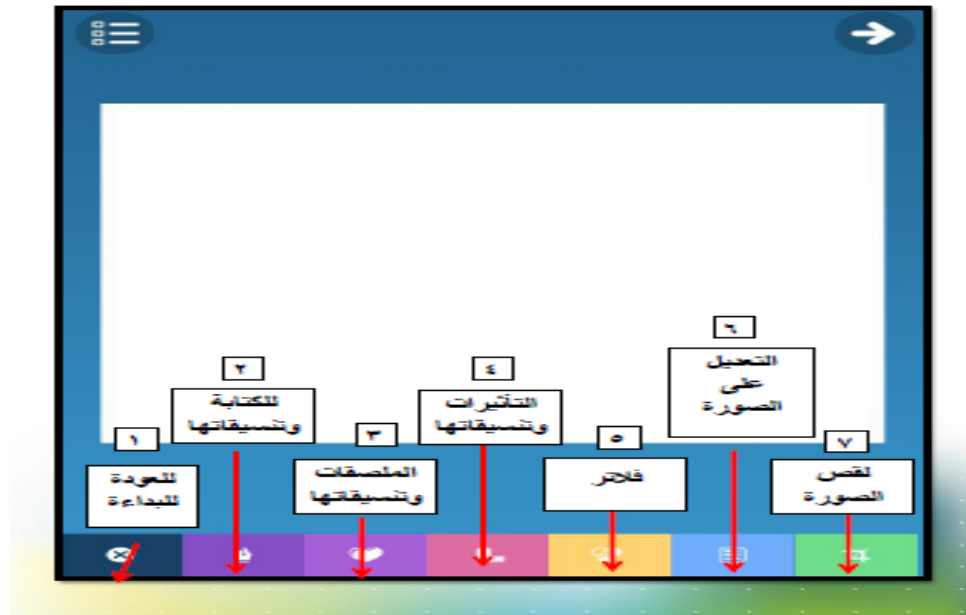 ١
للعودة
للبداءة
٢
للكتابة
وتنسيقاتها
٣
الملصقات
وتنسيقاتها
٤
التأثيرات
وتنسيقاتها
٥
فلاتر
٦
التعديل
على
الصورة
٧
لقص
الصورة